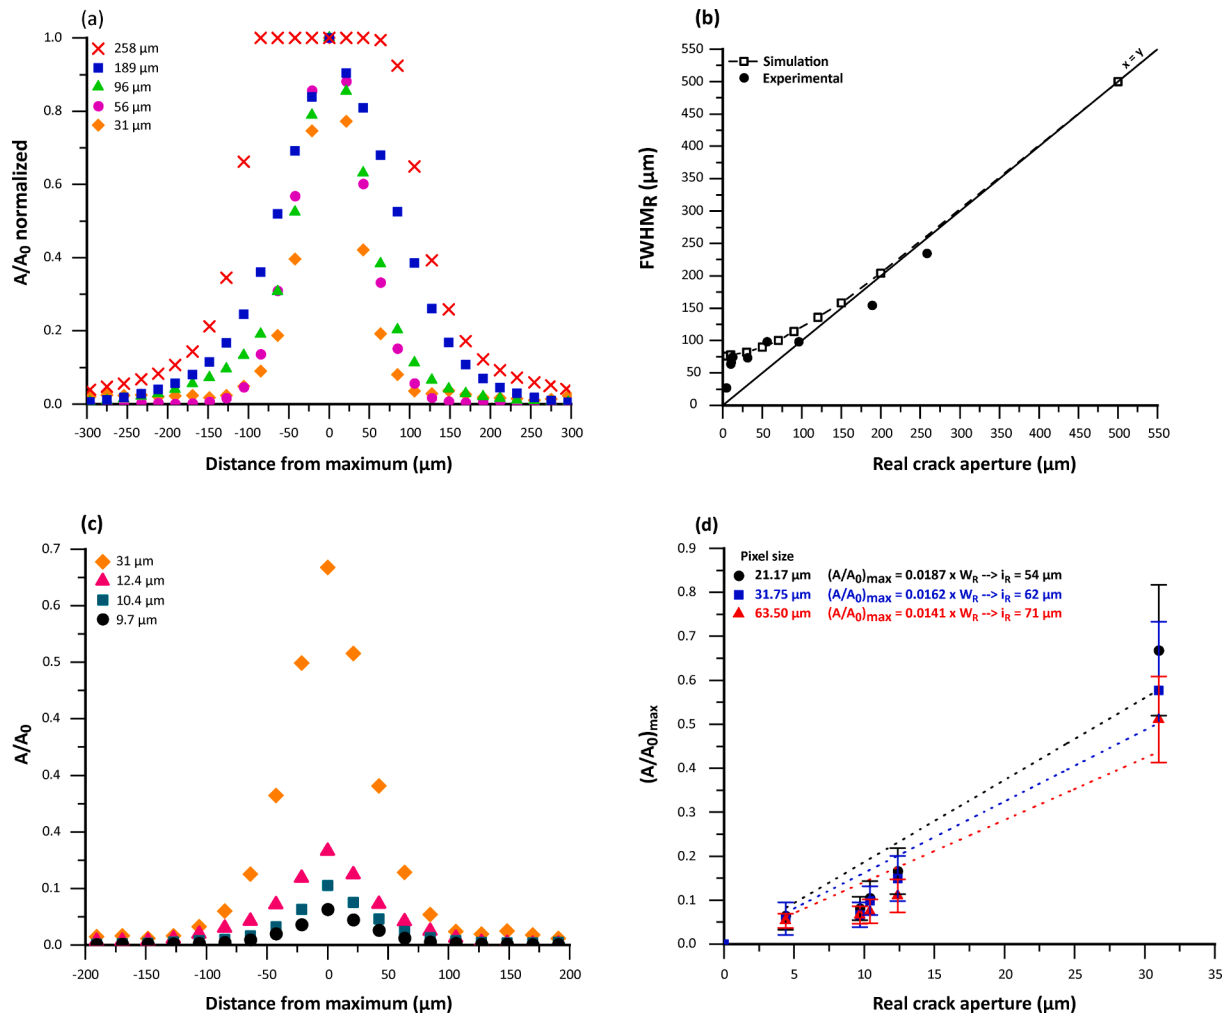 (a)
1.0
0.8
0.6
0.4
0.2
0.0
A/A0 normalized
258 µm
189 µm
96 µm
56 µm
31 µm
-300 -250 -200 -150 -100 -50 0 50 100 150 200 250 300
Distance from maximum (µm)
(b)
550
500
450
400
350
300
250
200
150
100
50
0
FWHMR (µm)
Simulation
Experimental
x = y
0 50 100 150 200 250 300 350 400 450 500 550
Real crack aperture (µm)
(c)
0.7
0.5
0.4
0.4
0.1
0.0
A/A0
31 µm
12.4 µm
10.4 µm
9.7 µm
-200 -150 -100 -50 0 50 100 150 200
Distance from maximum (µm)
(d)
0.9
0.8
0.7
0.6
0.5
0.4
0.3
0.2
0.1
0.0
(A/A0)max
Pixel size
21.17 µm (A/A0)max = 0.0187 x WR --> iR = 54 µm
31.75 µm (A/A0)max = 0.0162 x WR --> iR = 62 µm
63.50 µm (A/A0)max = 0.0141 x WR --> iR = 71 µm
0 5 10 15 20 25 30 35
Real crack aperture (µm)